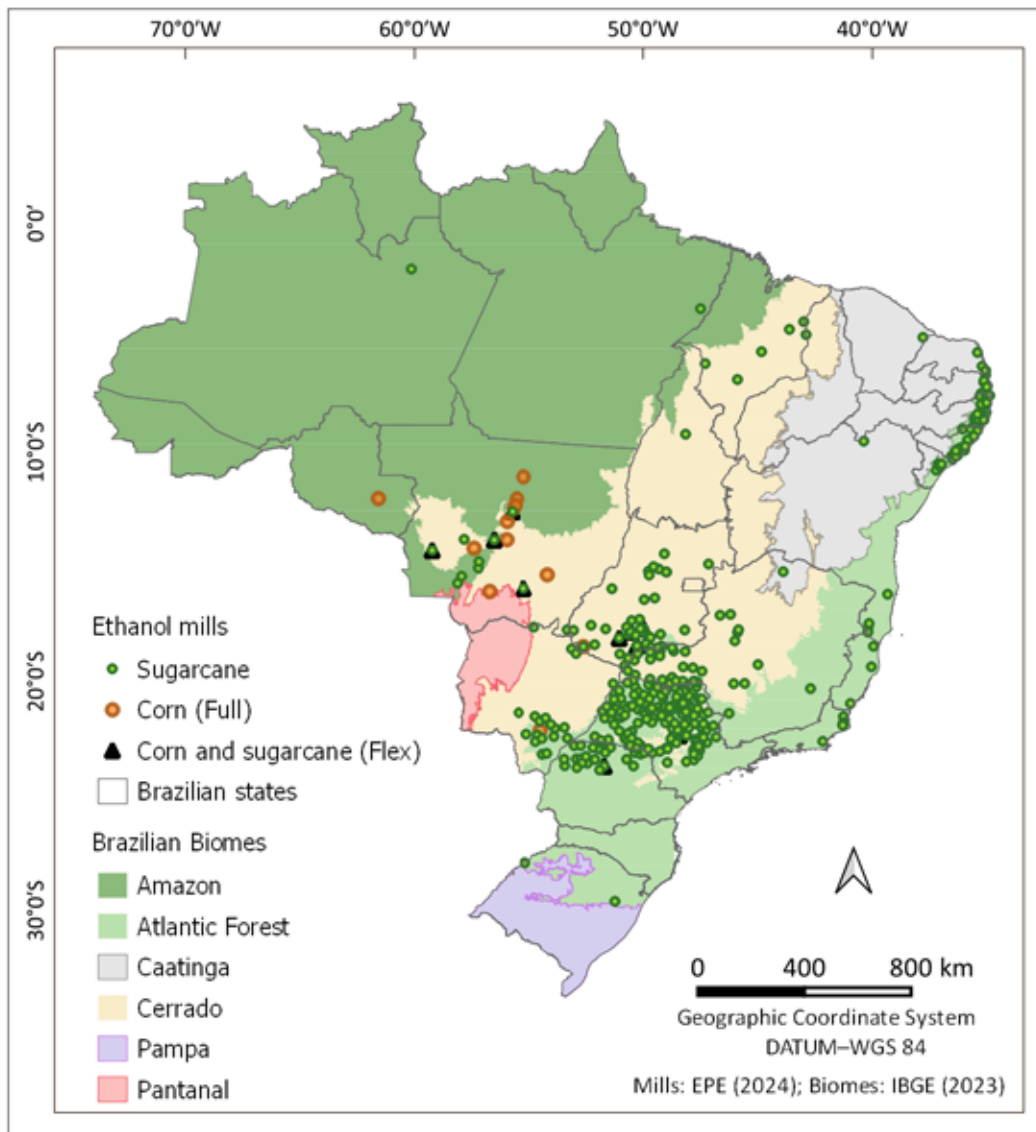 70°0'W 60°0'W 50°0'W 40°0'W
0°0'
10°0'S
20°0'S
30°0'S
Ethanol mills
Sugarcane
Corn (Full)
Corn and sugarcane (Flex)
Brazilian states
Brazilian Biomes
Amazon
Atlantic Forest
Caatinga
Cerrado
Pampa
Pantanal
0 400 800 km
Geographic Coordinate System
DATUM–WGS 84
Mills: EPE (2024); Biomes: IBGE (2023)